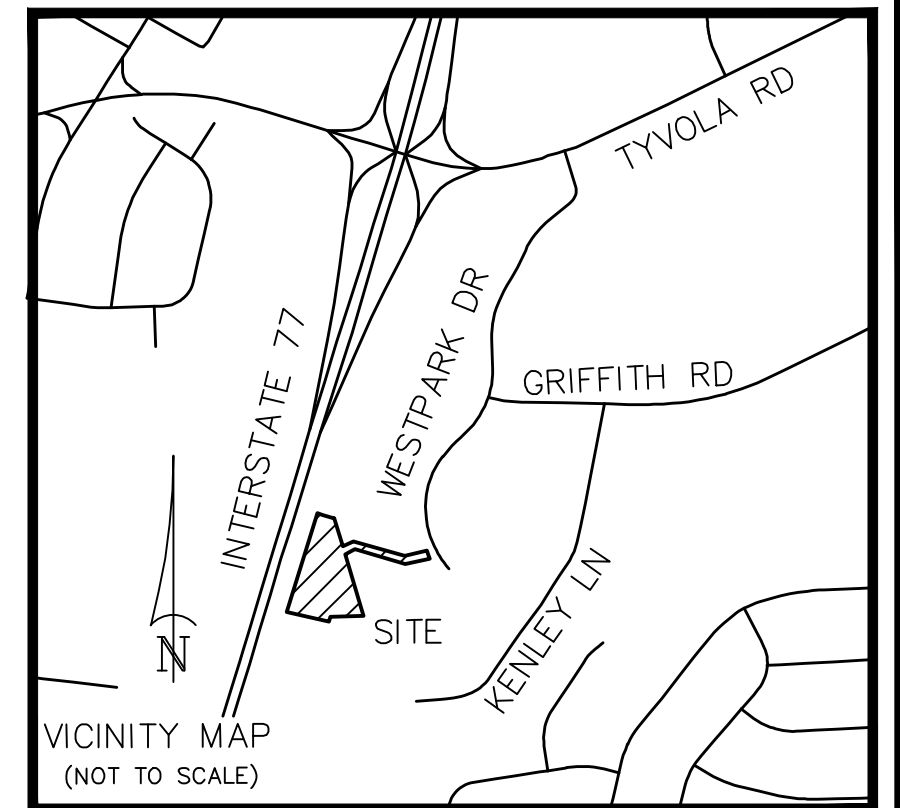 TYVOLA RD
WESTPARK DR
INTERSTATE 77
GRIFFITH RD
KENLEY LN
SITE
N
VICINITY MAP
(NOT TO SCALE)